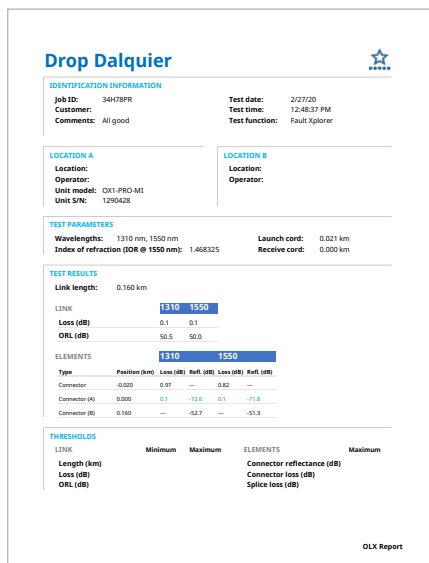 Drop Dalquier
IDENTIFICATION INFORMATION
Job ID: 34H78PR Test date: 2/27/20
Customer: Test time: 12:48:37 PM
Comments: All good Test function: Fault Xplorer
LOCATION A LOCATION B
Location: Location:
Operator: Operator:
Unit model: OX1-PRO-MI
Unit S/N: 1290428
TEST PARAMETERS
Wavelengths: 1310 nm, 1550 nm Launch cord: 0.021 km
Index of refraction (IOR @ 1550 nm): 1.468325 Receive cord: 0.000 km
TEST RESULTS
Link length: 0.160 km
LINK 1310 1550
Loss (dB) 0.1 0.1
ORL (dB) 50.5 50.0
ELEMENTS 1310 1550
Type Position (km) Loss (dB) Refl. (dB) Loss (dB) Refl. (dB)
Connector -0.020 0.97 --- 0.82 ---
Connector (A) 0.000 0.1 -72.6 0.1 -71.8
Connector (B) 0.160 --- -52.7 --- -51.3
THRESHOLDS
LINK Minimum Maximum ELEMENTS Maximum
Length (km) Connector reflectance (dB)
Loss (dB) Connector loss (dB)
ORL (dB) Splice loss (dB)
OLX Report